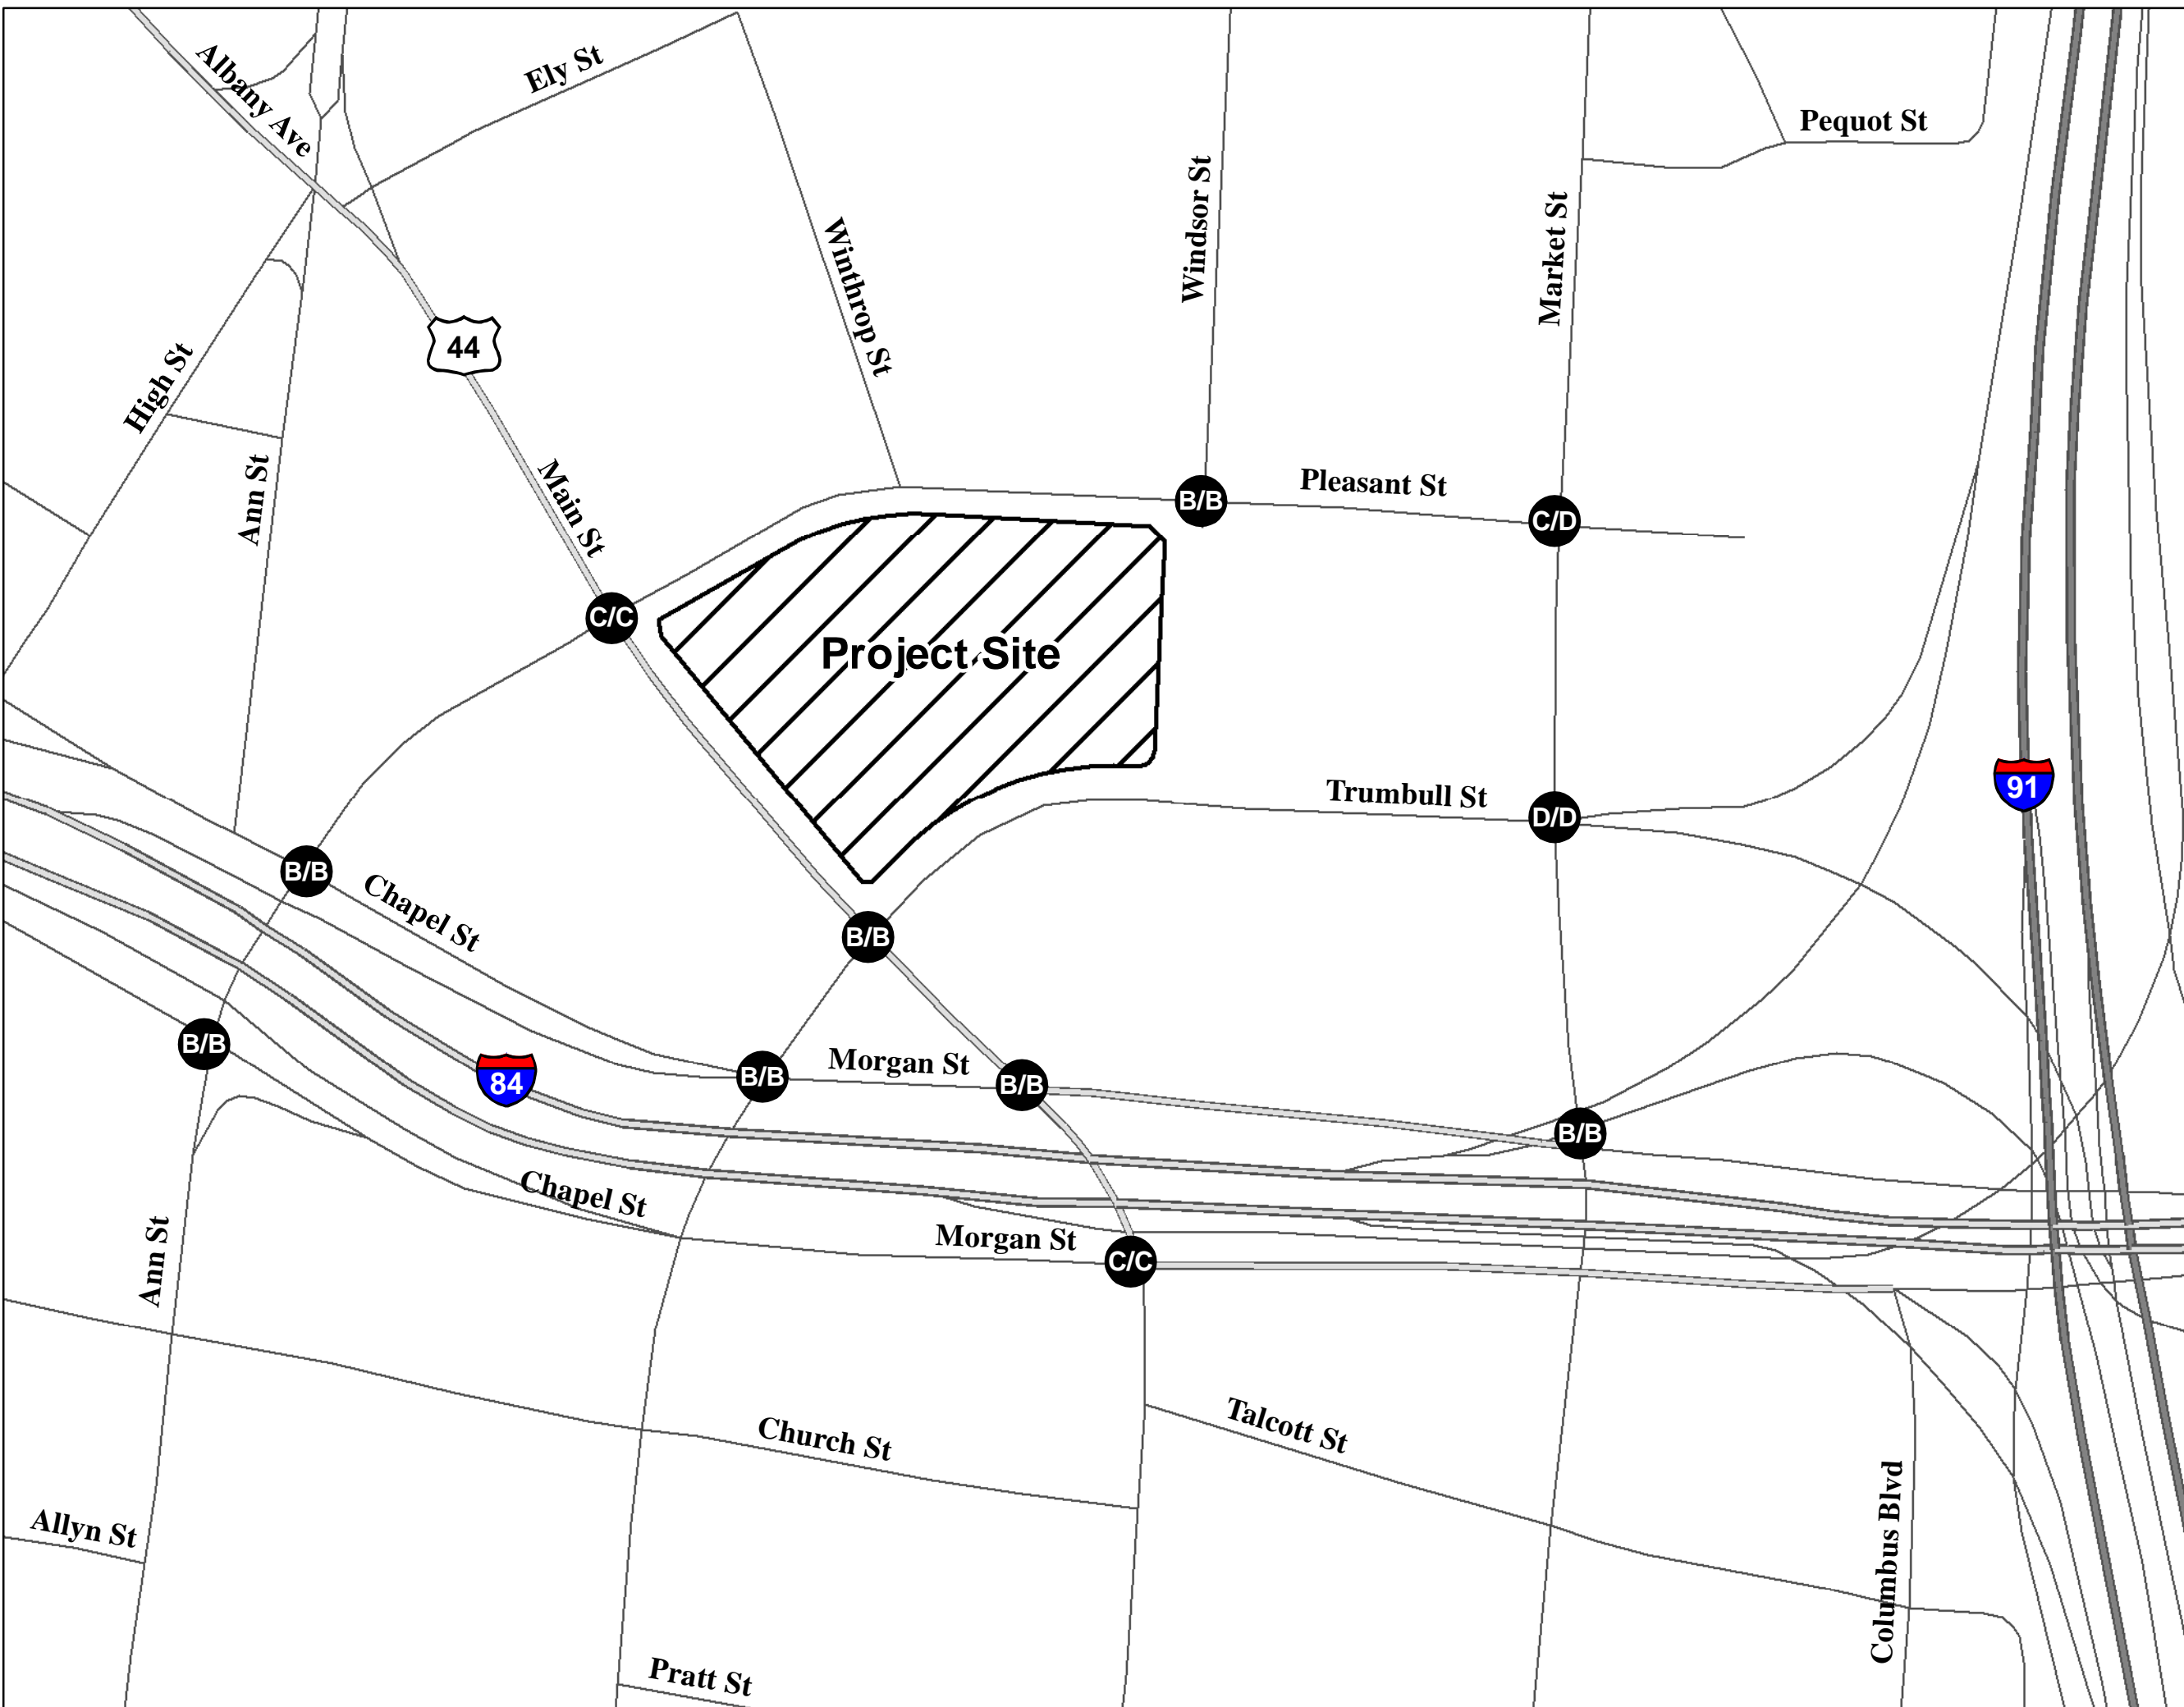 Albany Ave
Ely St
Pequot St
Windsor St
Market St
Winthrop St
44
High St
Ann St
Main St
Pleasant St
B/B
C/D
C/C
Project Site
91
Trumbull St
D/D
B/B
Chapel St
B/B
B/B
84
B/B
Morgan St
B/B
B/B
Chapel St
Morgan St
C/C
Ann St
Church St
Talcott St
Columbus Blvd
Allyn St
Pratt St